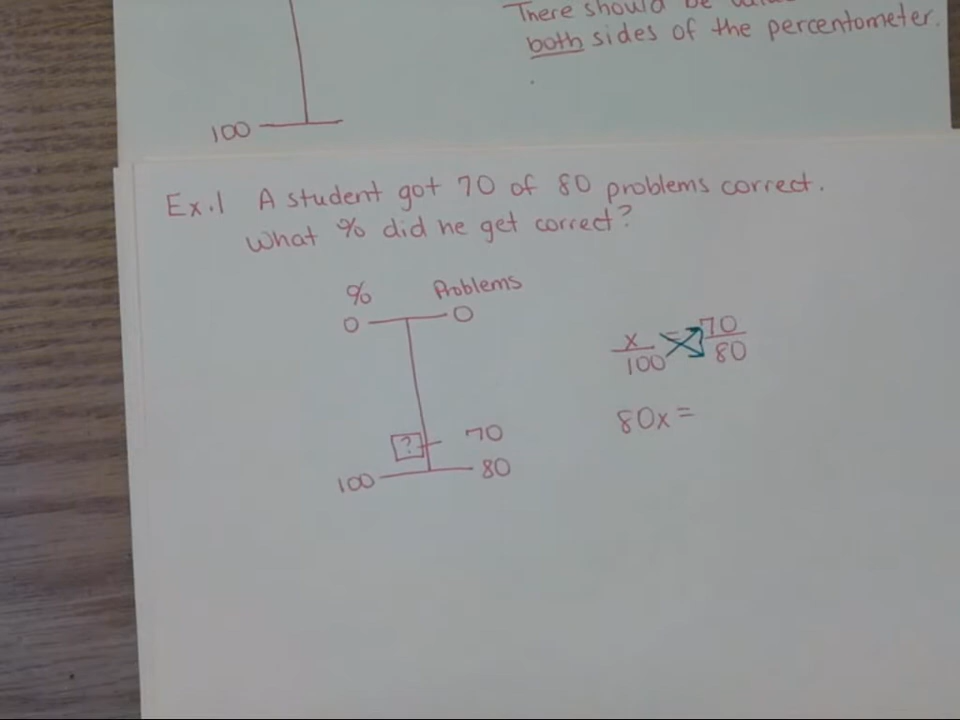 There should be
both sides of the percentometer.
100
Ex.1 A student got 70 of 80 problems correct.
What % did he get correct?
% Problems
0 0
x/100 = 70/80
80x =
? 70
100 80